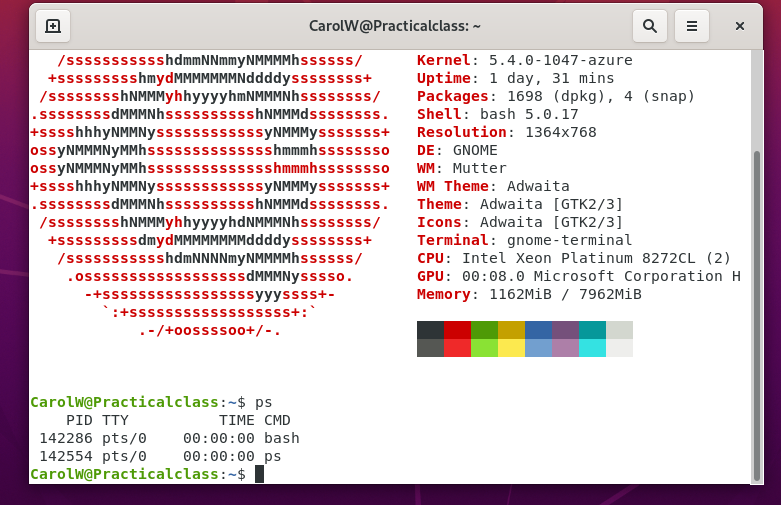 CarolW@Practicalclass: ~
/ssssssssssshdmmNNmmyNMMMMhssssss/ Kernel: 5.4.0-1047-azure
+ssssssssshmydMMMMMMMNddddyssssssss+ Uptime: 1 day, 31 mins
/sssssssshNMMMyhhyyyyhmNMMMNhssssssss/ Packages: 1698 (dpkg), 4 (snap)
.ssssssssdMMMNhsssssssssshNMMMdssssssss. Shell: bash 5.0.17
+sssshhhyNMMNyssssssssssssyNMMMysssssss+ Resolution: 1364x768
ossyNMMMNyMMhsssssssssssssshmmmhssssssso DE: GNOME
ossyNMMMNyMMhsssssssssssssshmmmhssssssso WM: Mutter
+sssshhhyNMMNyssssssssssssyNMMMysssssss+ WM Theme: Adwaita
.ssssssssdMMMNhsssssssssshNMMMdssssssss. Theme: Adwaita [GTK2/3]
/sssssssshNMMMyhhyyyyhdNMMMNhssssssss/ Icons: Adwaita [GTK2/3]
+sssssssssdmydMMMMMMMMddddyssssssss+ Terminal: gnome-terminal
/ssssssssssshdmNNNNmyNMMMMhssssss/ CPU: Intel Xeon Platinum 8272CL (2)
.ossssssssssssssssssdMMMNysssso. GPU: 00:08.0 Microsoft Corporation H
-+sssssssssssssssssyyyssss+- Memory: 1162MiB / 7962MiB
`:+ssssssssssssssssss+:`
.-/+oossssoo+/-.
CarolW@Practicalclass:~$ ps
PID TTY TIME CMD
142286 pts/0 00:00:00 bash
142554 pts/0 00:00:00 ps
CarolW@Practicalclass:~$